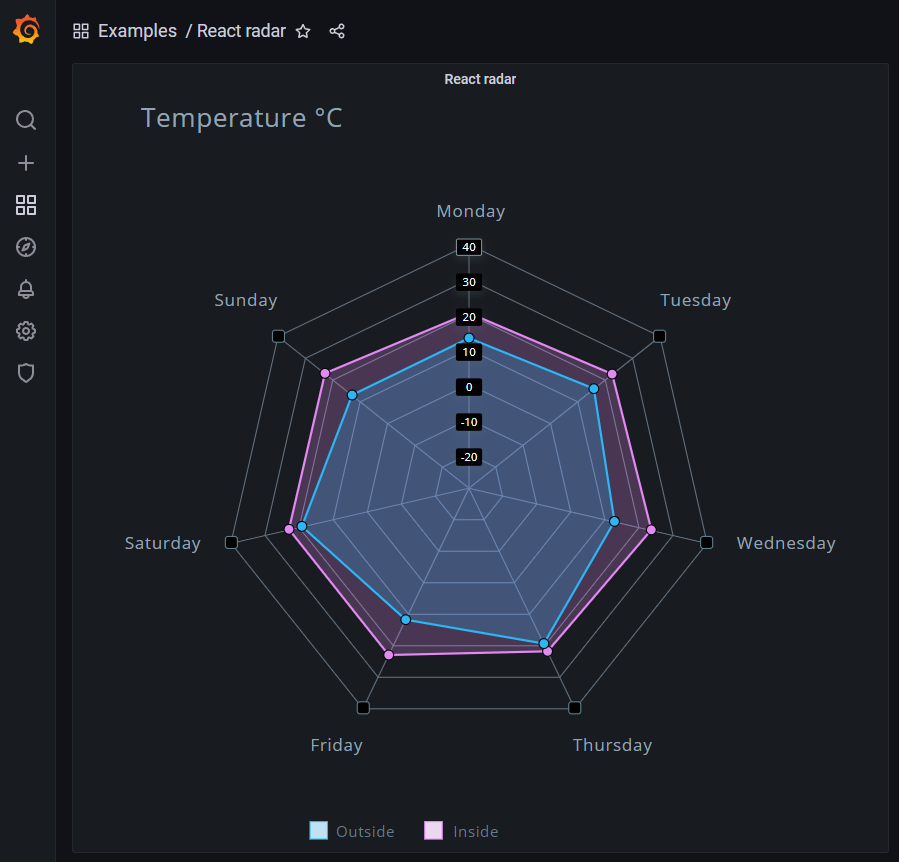 Examples / React radar
React radar
Temperature °C
Monday
40
30
Sunday
Tuesday
20
10
0
-10
-20
Saturday
Wednesday
Friday
Thursday
Outside
Inside